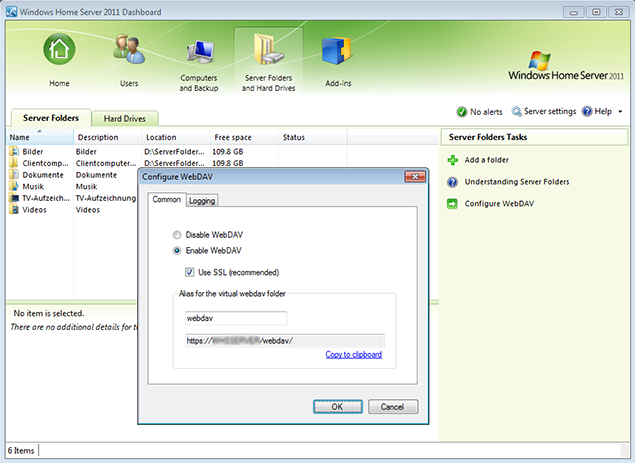 Windows Home Server 2011 Dashboard
Home
Users
Computers
and Backup
Server Folders
and Hard Drives
Add-ins
Windows Home Server 2011
No alerts
Server settings
Help
Server Folders
Hard Drives
Name
Description
Location
Free space
Status
Bilder
Bilder
D:\ServerFolder...
109.8 GB
Clientcomp...
Clientcomputer...
D:\ServerFolder...
109.8 GB
Dokumente
Dokumente
Musik
Musik
TV-Aufzeich...
TV-Aufzeichnung
Videos
Videos
Server Folders Tasks
Add a folder
Understanding Server Folders
Configure WebDAV
Configure WebDAV
Common
Logging
Disable WebDAV
Enable WebDAV
Use SSL (recommended)
Alias for the virtual webdav folder
webdav
https:// /webdav/
Copy to clipboard
OK
Cancel
No item is selected.
There are no additional details for
6 Items